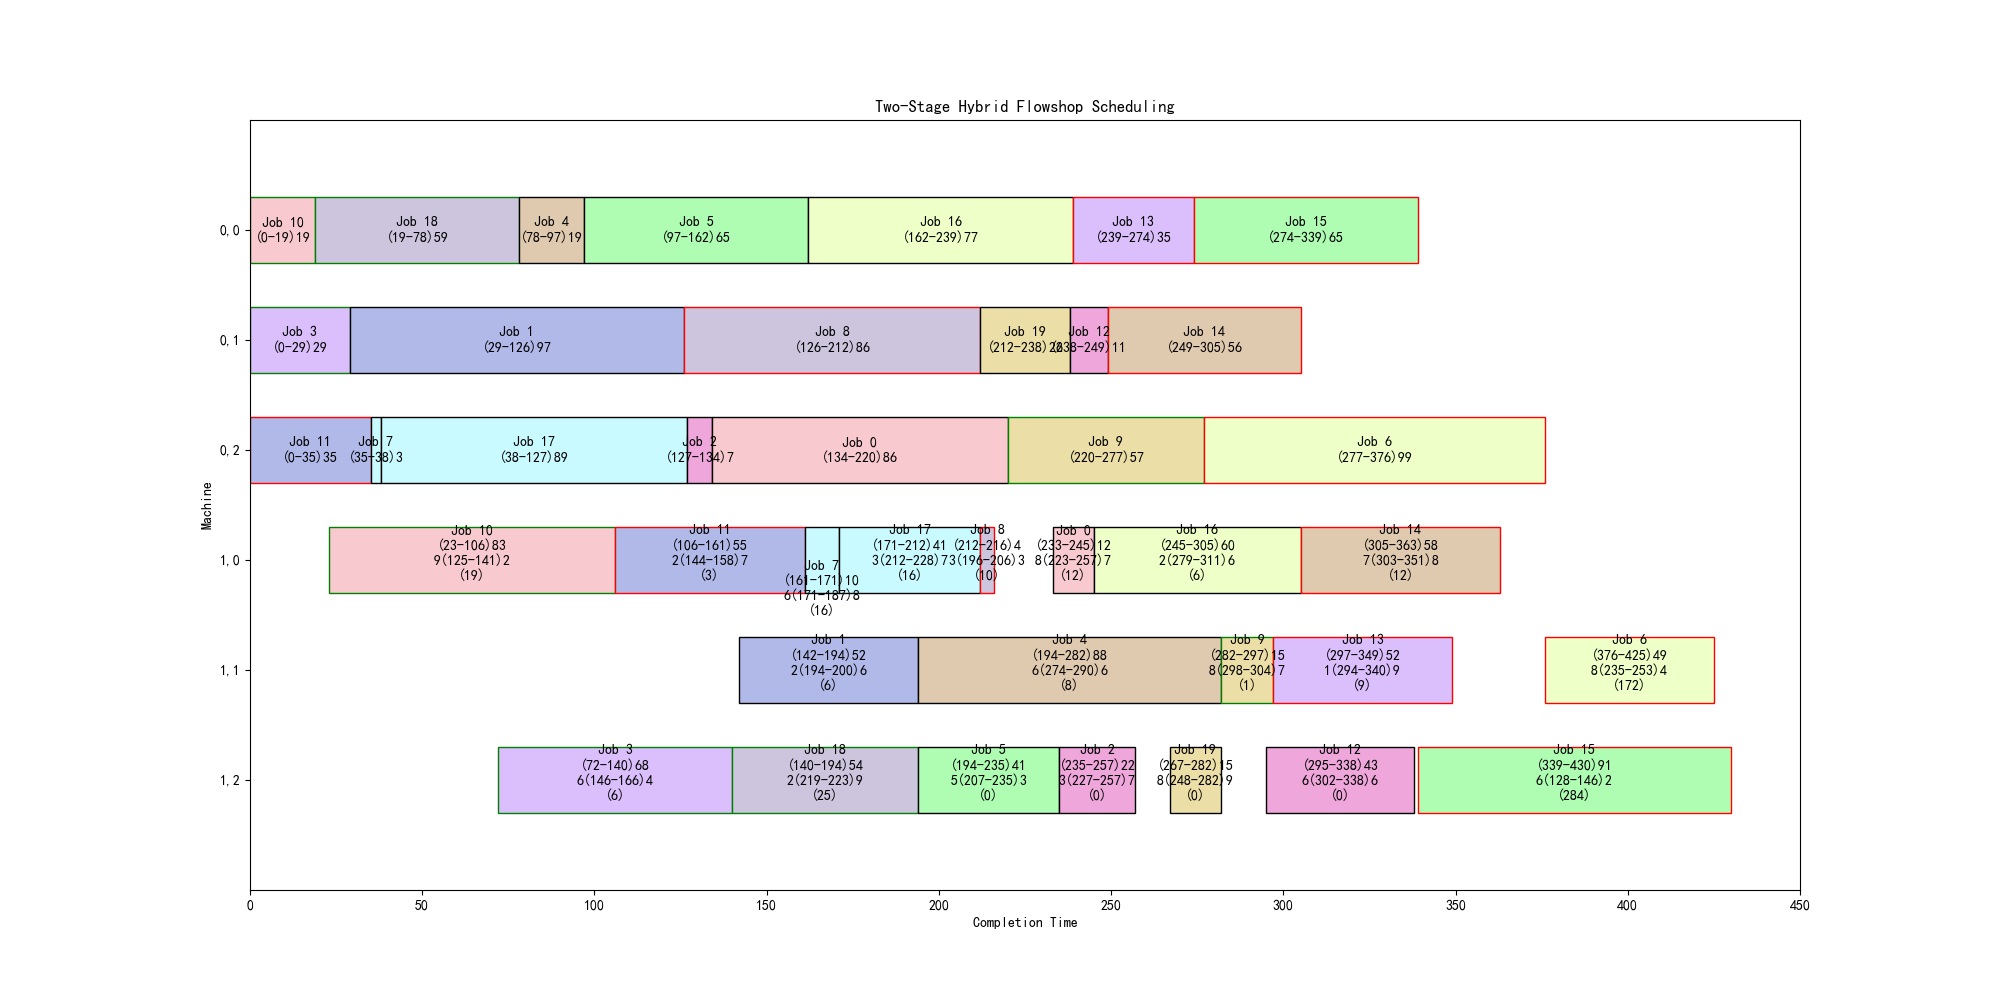 Two-Stage Hybrid Flowshop Scheduling
0,0
Job 10
(0-19)19
Job 18
(19-78)59
Job 4
(78-97)19
Job 5
(97-162)65
Job 16
(162-239)77
Job 13
(239-274)35
Job 15
(274-339)65
0,1
Job 3
(0-29)29
Job 1
(29-126)97
Job 8
(126-212)86
Job 19
(212-238)26
Job 12
(238-249)11
Job 14
(249-305)56
0,2
Job 11
(0-35)35
Job 7
(35-38)3
Job 17
(38-127)89
Job 2
(127-134)7
Job 0
(134-220)86
Job 9
(220-277)57
Job 6
(277-376)99
Machine
1,0
Job 10
(23-106)83
9(125-141)2
(19)
Job 11
(106-161)55
2(144-158)7
(3)
Job 7
(161-171)10
6(171-187)8
(16)
Job 17
(171-212)41
3(212-228)7
(16)
Job 8
(212-216)4
3(196-206)3
(10)
Job 0
(233-245)12
8(223-257)7
(12)
Job 16
(245-305)60
2(279-311)6
(6)
Job 14
(305-363)58
7(303-351)8
(12)
1,1
Job 1
(142-194)52
2(194-200)6
(6)
Job 4
(194-282)88
6(274-290)6
(8)
Job 9
(282-297)15
8(298-304)7
(1)
Job 13
(297-349)52
1(294-340)9
(9)
Job 6
(376-425)49
8(235-253)4
(172)
1,2
Job 3
(72-140)68
6(146-166)4
(6)
Job 18
(140-194)54
2(219-223)9
(25)
Job 5
(194-235)41
5(207-235)3
(0)
Job 2
(235-257)22
3(227-257)7
(0)
Job 19
(267-282)15
8(248-282)9
(0)
Job 12
(295-338)43
6(302-338)6
(0)
Job 15
(339-430)91
6(128-146)2
(284)
0
50
100
150
200
250
300
350
400
450
Completion Time